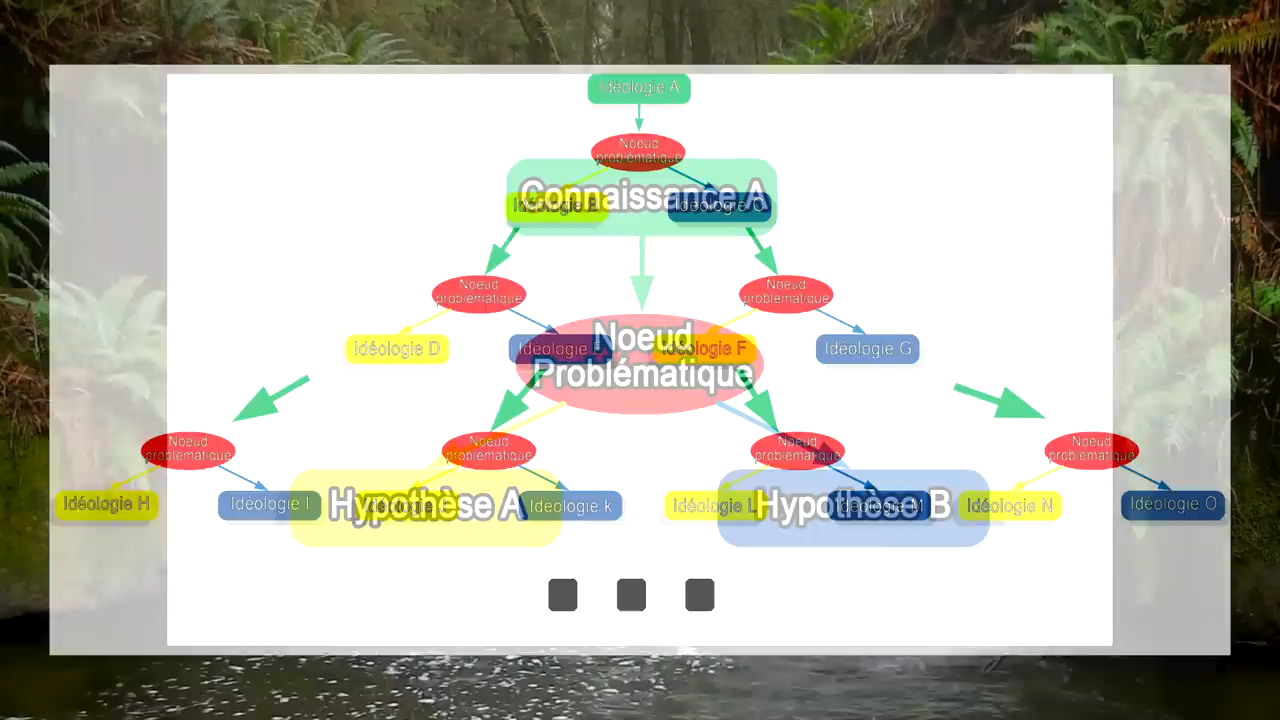 Idéologie A
Noeud
problématique
Connaissance A
Idéologie B
Idéologie C
Noeud
problématique
Noeud
problématique
Noeud
Problématique
Idéologie D
Idéologie E
Idéologie F
Idéologie G
Noeud
problématique
Noeud
problématique
Noeud
problématique
Noeud
problématique
Hypothèse A
Hypothèse B
Idéologie H
Idéologie I
Idéologie J
Idéologie k
Idéologie L
Idéologie M
Idéologie N
Idéologie O